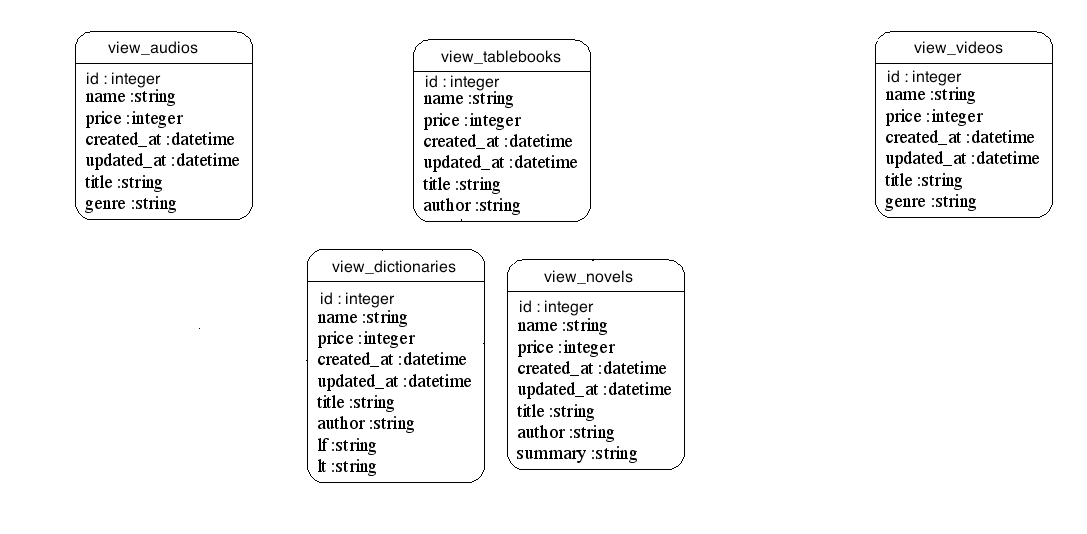 view_audios
id : integer
name :string
price :integer
created_at :datetime
updated_at :datetime
title :string
genre :string
view_tablebooks
id : integer
name :string
price :integer
created_at :datetime
updated_at :datetime
title :string
author :string
view_videos
id : integer
name :string
price :integer
created_at :datetime
updated_at :datetime
title :string
genre :string
view_dictionaries
id : integer
name :string
price :integer
created_at :datetime
updated_at :datetime
title :string
author :string
lf :string
lt :string
view_novels
id : integer
name :string
price :integer
created_at :datetime
updated_at :datetime
title :string
author :string
summary :string